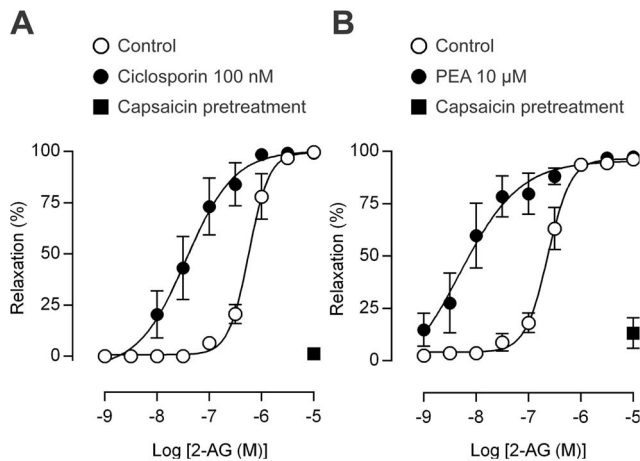 A
Control
Ciclosporin 100 nM
Capsaicin pretreatment
100
75
50
25
0
Relaxation (%)
-9 -8 -7 -6 -5
Log [2-AG (M)]
B
Control
PEA 10 µM
Capsaicin pretreatment
100
75
50
25
0
Relaxation (%)
-9 -8 -7 -6 -5
Log [2-AG (M)]